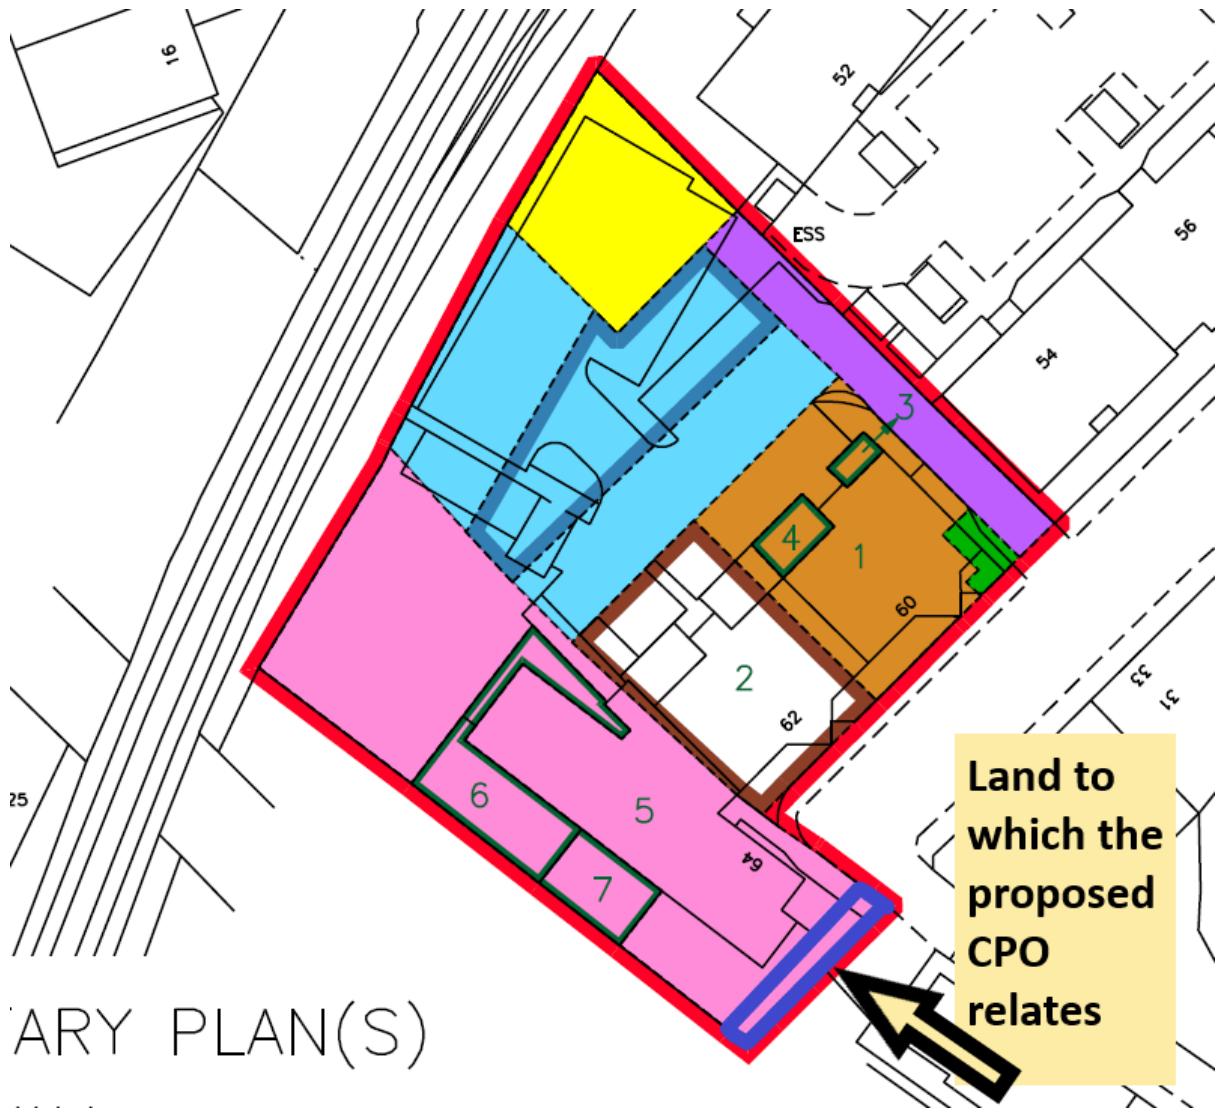 16
52
ESS
56
54
3
4
1
60
2
62
33
31
25
6
5
7
64
Land to
which the
proposed
CPO
relates
ARY PLAN(S)